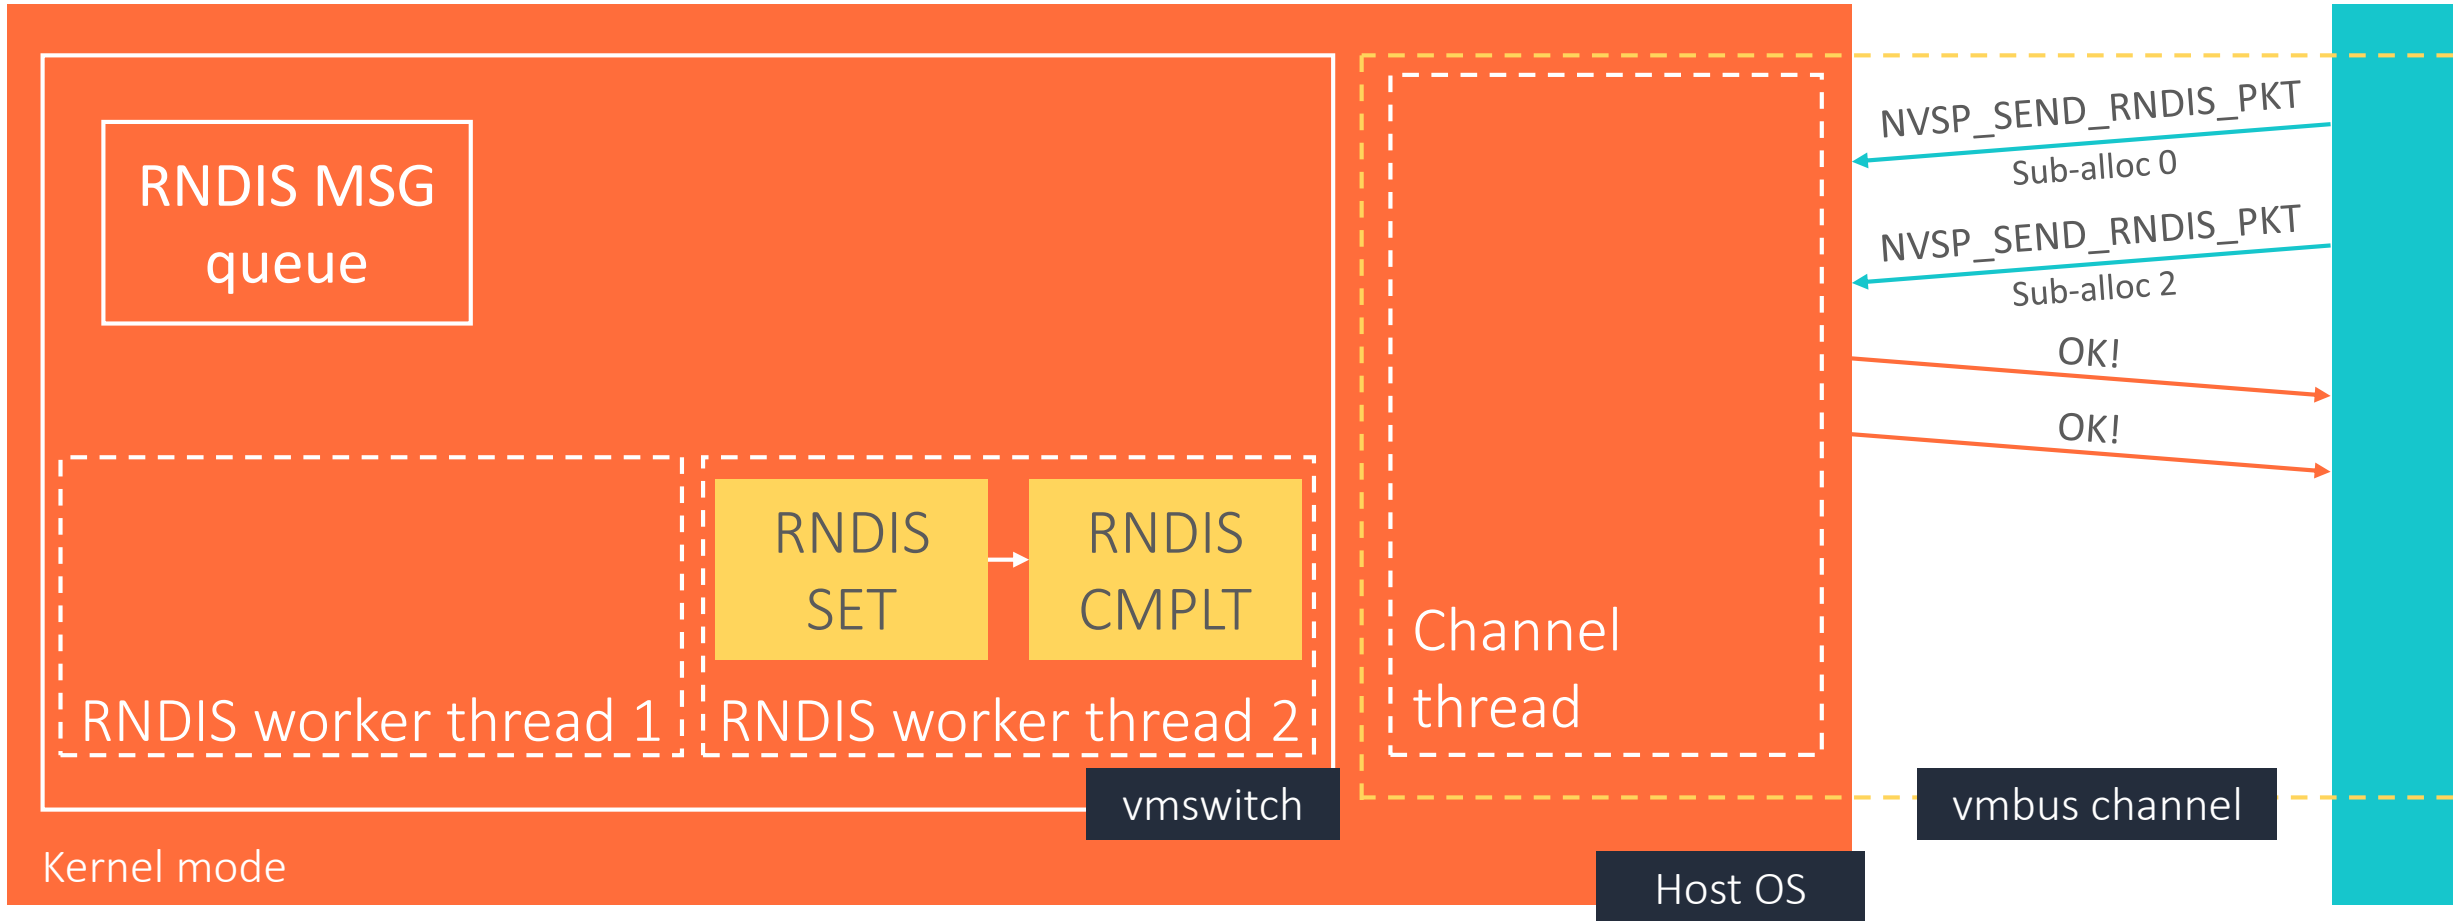 RNDIS MSG
queue
RNDIS
SET
RNDIS
CMPLT
RNDIS worker thread 1
RNDIS worker thread 2
vmswitch
Kernel mode
Channel
thread
Host OS
NVSP_SEND_RNDIS_PKT
Sub-alloc 0
NVSP_SEND_RNDIS_PKT
Sub-alloc 2
OK!
OK!
vmbus channel